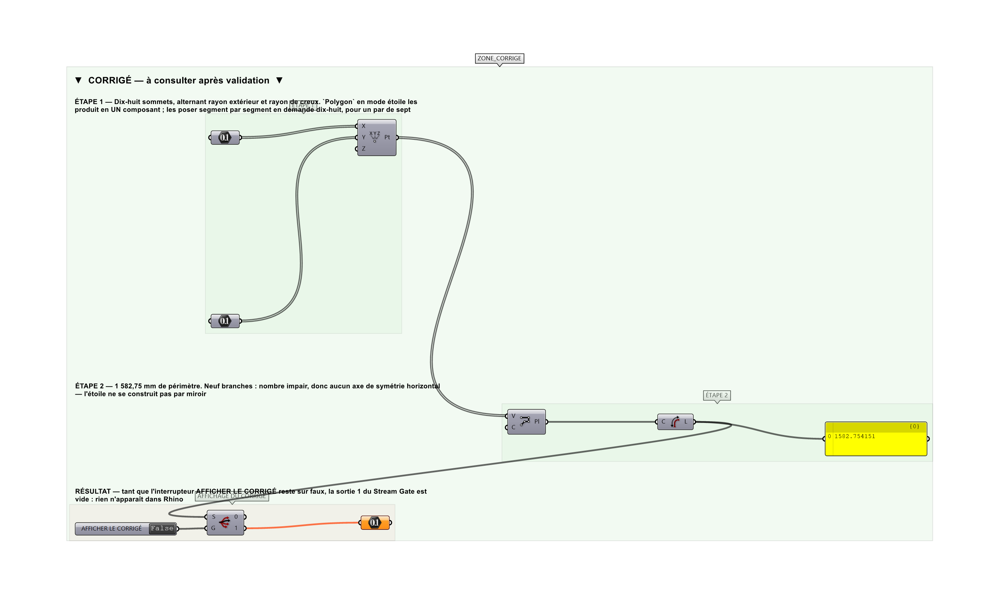 ZONE_CORRIGE
▼ CORRIGÉ — à consulter après validation ▼
ÉTAPE 1 — Dix-huit sommets, alternant rayon extérieur et rayon de creux. `Polygon` en mode étoile les
produit en UN composant ; les poser segment par segment en demande dix-huit, pour un par de sept
ÉTAPE 1
X
Y
Z
XYZ
Pt
0.1
0.1
ÉTAPE 2 — 1 582,75 mm de périmètre. Neuf branches : nombre impair, donc aucun axe de symétrie horizontal
— l'étoile ne se construit pas par miroir
ÉTAPE 2
V
C
Pl
C
L
{0}
0 1582.754151
RÉSULTAT — tant que l'interrupteur AFFICHER LE CORRIGÉ reste sur faux, la sortie 1 du Stream Gate est
vide : rien n'apparaît dans Rhino
AFFICHAGE DU CORRIGÉ
AFFICHER LE CORRIGÉ False
S
G
0
1
0.1